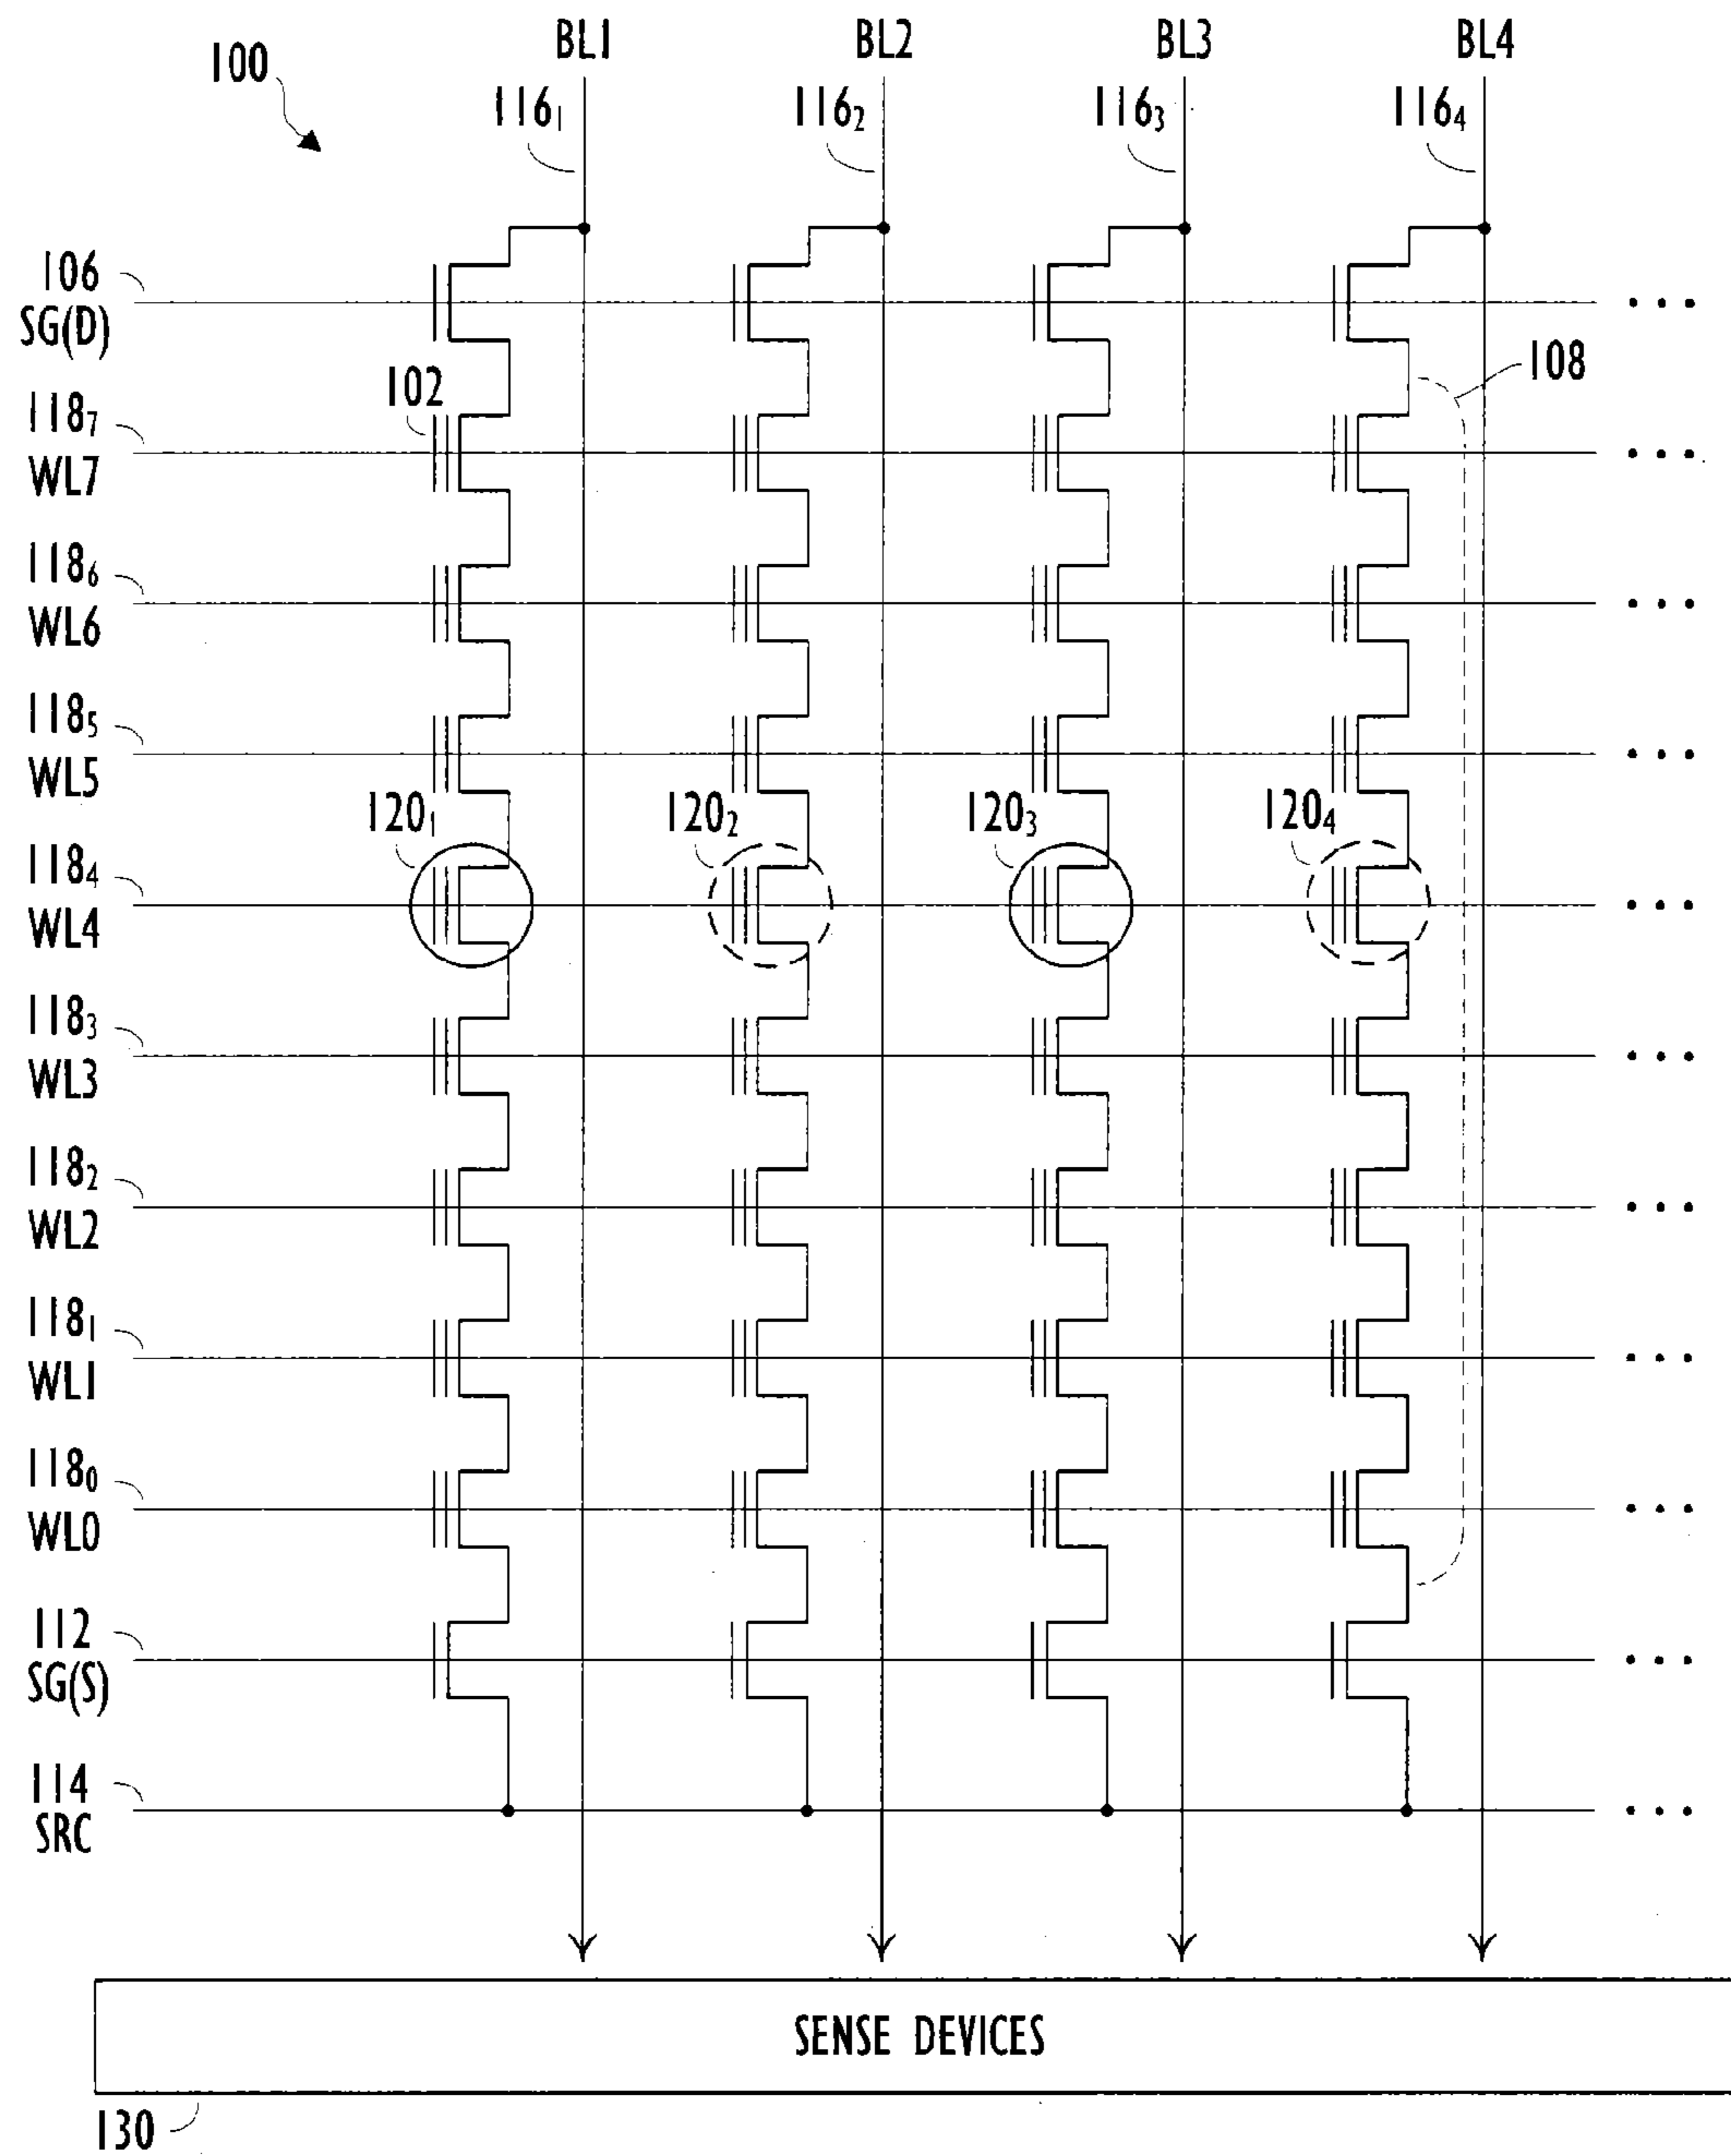 100
BL1 BL2 BL3 BL4
116₁ 116₂ 116₃ 116₄
106
SG(D)
108
102
118₇
WL7
118₆
WL6
118₅
WL5
120₁ 120₂ 120₃ 120₄
118₄
WL4
118₃
WL3
118₂
WL2
118₁
WL1
118₀
WL0
112
SG(S)
114
SRC
SENSE DEVICES
130